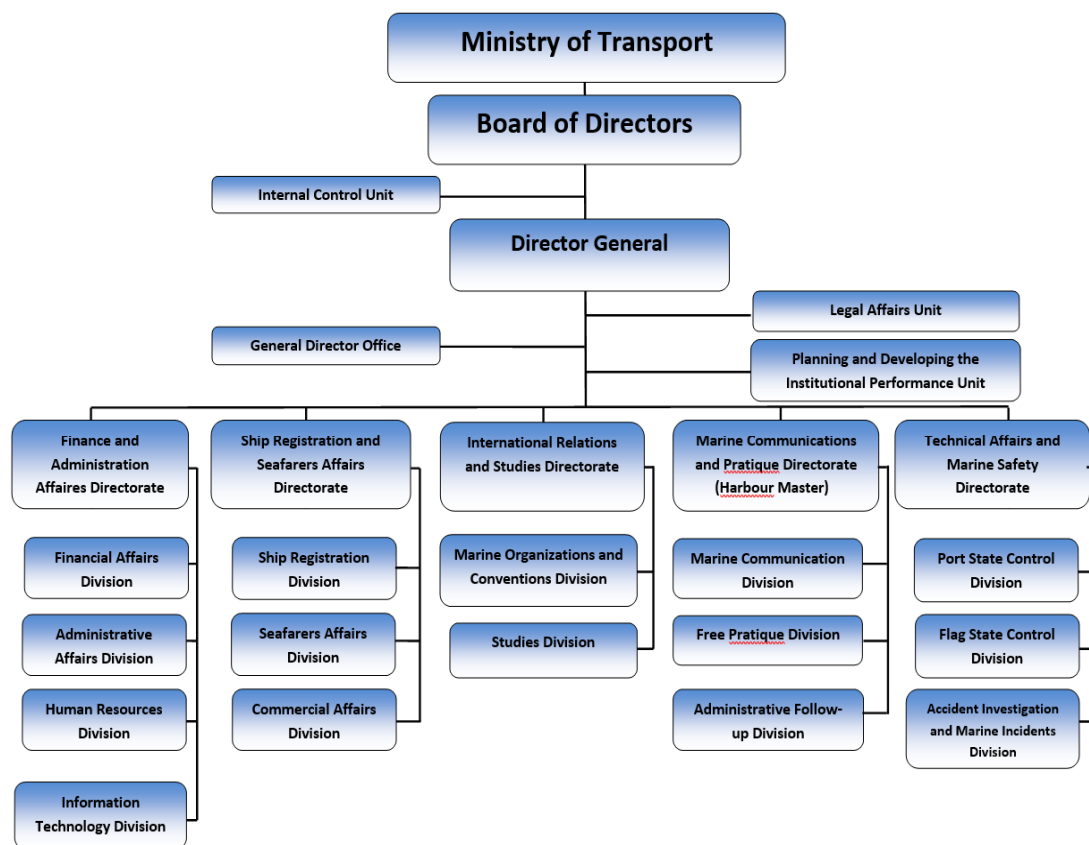 Ministry of Transport
Board of Directors
Internal Control Unit
Director General
Legal Affairs Unit
General Director Office
Planning and Developing the
Institutional Performance Unit
Finance and
Administration
Affaires Directorate
Ship Registration and
Seafarers Affairs
Directorate
International Relations
and Studies Directorate
Marine Communications
and Pratique Directorate
(Harbour Master)
Technical Affairs and
Marine Safety
Directorate
Financial Affairs
Division
Ship Registration
Division
Marine Organizations and
Conventions Division
Marine Communication
Division
Port State Control
Division
Administrative
Affairs Division
Seafarers Affairs
Division
Studies Division
Free Pratique Division
Flag State Control
Division
Human Resources
Division
Commercial Affairs
Division
Administrative Follow-
up Division
Accident Investigation
and Marine Incidents
Division
Information
Technology Division